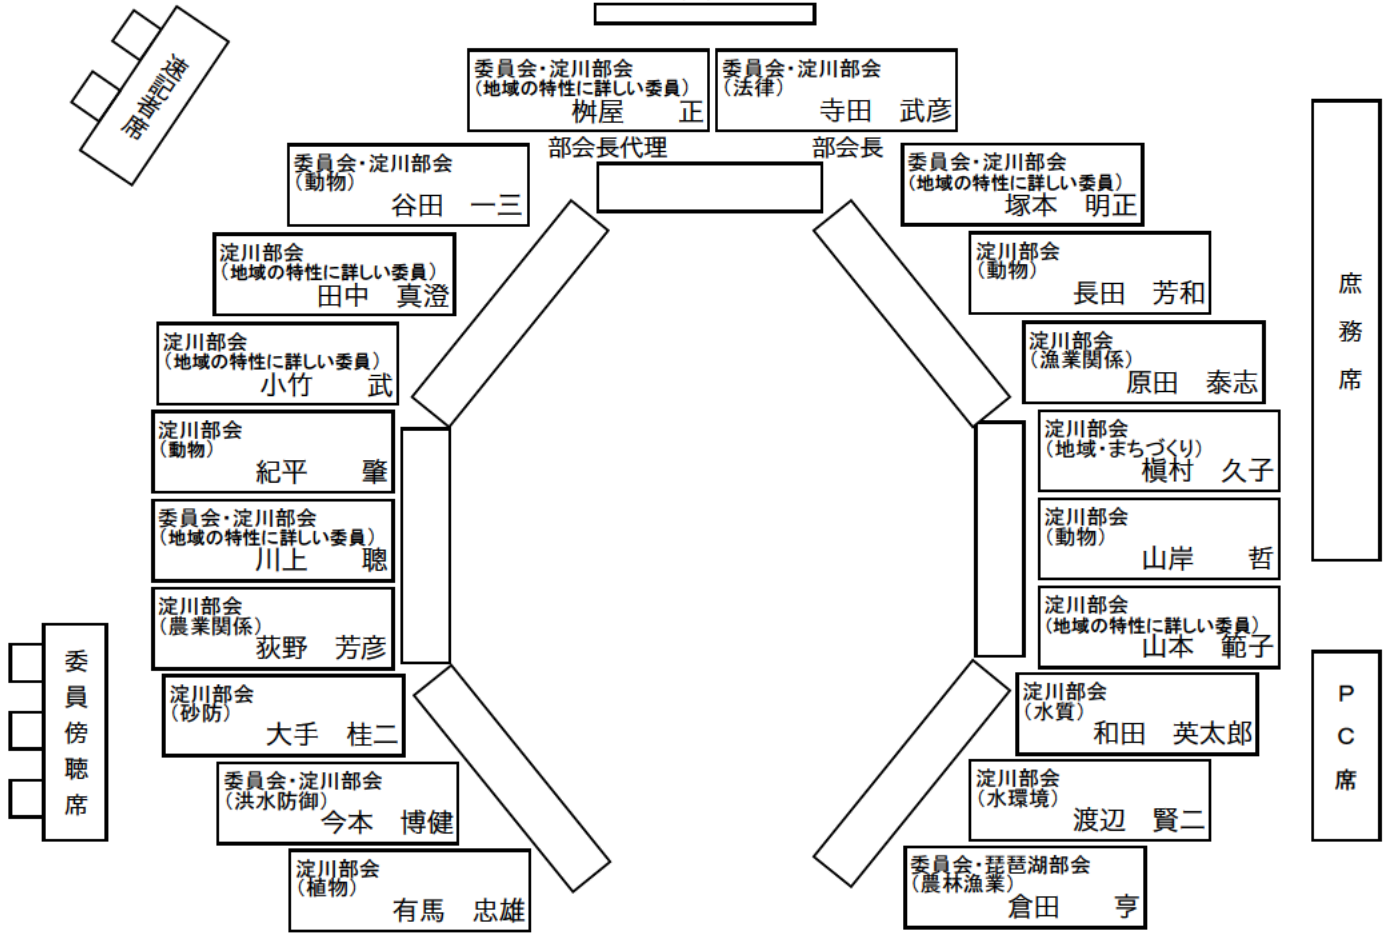 速記者席
委員会・淀川部会
(地域の特性に詳しい委員)
桝屋　　正
部会長代理
委員会・淀川部会
(法律)
寺田　武彦
部会長
委員会・淀川部会
(動物)
谷田　一三
淀川部会
(地域の特性に詳しい委員)
田中　真澄
淀川部会
(地域の特性に詳しい委員)
小竹　　武
淀川部会
(動物)
紀平　　肇
委員会・淀川部会
(地域の特性に詳しい委員)
川上　　聰
淀川部会
(農業関係)
荻野　芳彦
淀川部会
(砂防)
大手　桂二
委員会・淀川部会
(洪水防御)
今本　博健
淀川部会
(植物)
有馬　忠雄
委員会・淀川部会
(地域の特性に詳しい委員)
塚本　明正
淀川部会
(動物)
長田　芳和
淀川部会
(漁業関係)
原田　泰志
淀川部会
(地域・まちづくり)
槇村　久子
淀川部会
(動物)
山岸　　哲
淀川部会
(地域の特性に詳しい委員)
山本　範子
淀川部会
(水質)
和田　英太郎
淀川部会
(水環境)
渡辺　賢二
委員会・琵琶湖部会
(農林漁業)
倉田　　亨
庶務席
PC席
委員傍聴席